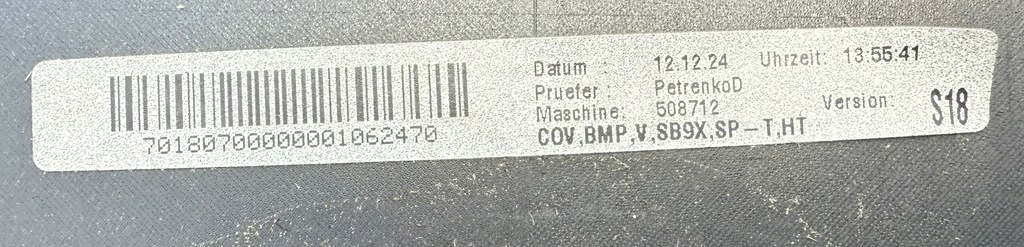 70180700000001062470
Datum : 12.12.24 Uhrzeit: 13:55:41
Pruefer : PetrenkoD
Maschine: 508712 Version: S18
COV,BMP,V,SB9X,SP-T,HT